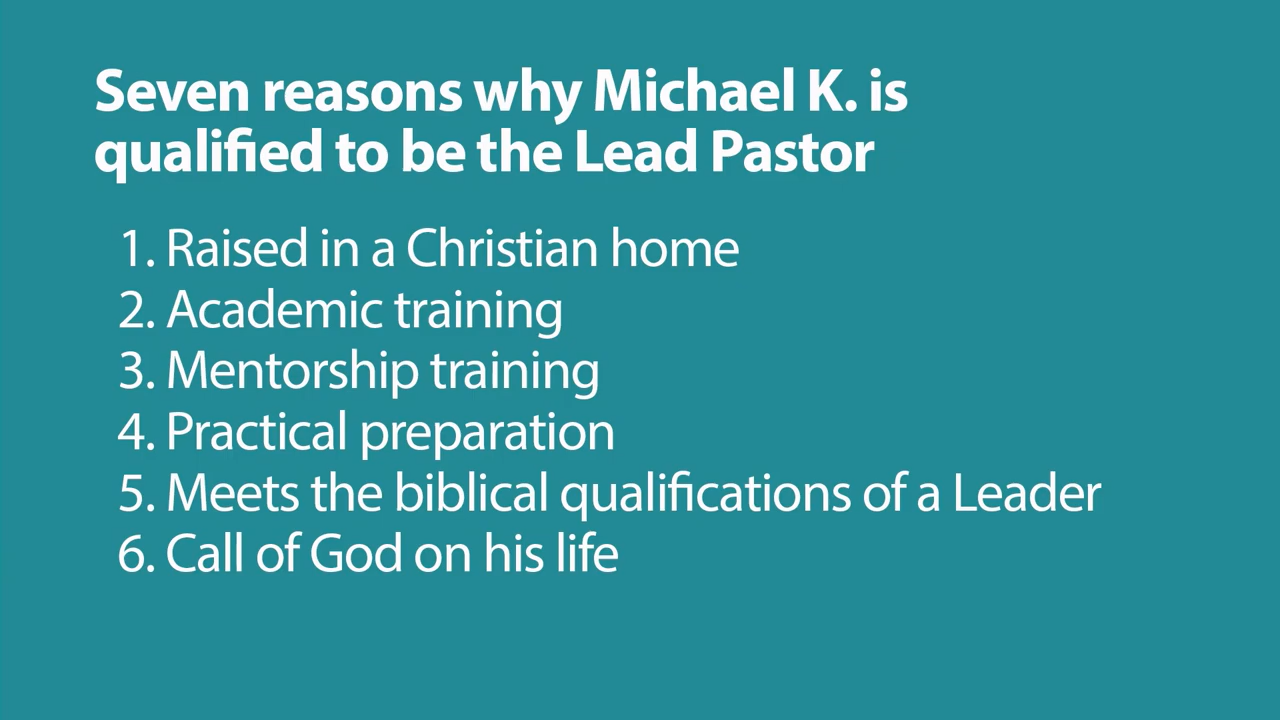 Seven reasons why Michael K. is
qualified to be the Lead Pastor
1. Raised in a Christian home
2. Academic training
3. Mentorship training
4. Practical preparation
5. Meets the biblical qualifications of a Leader
6. Call of God on his life